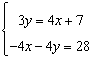 3y = 4x + 7
−4x − 4y = 28